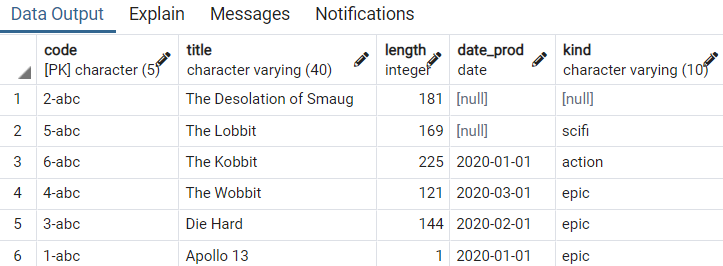 Data Output Explain Messages Notifications
code title length date_prod kind
[PK] character (5) character varying (40) integer date character varying (10)
1 2-abc The Desolation of Smaug 181 [null] [null]
2 5-abc The Lobbit 169 [null] scifi
3 6-abc The Kobbit 225 2020-01-01 action
4 4-abc The Wobbit 121 2020-03-01 epic
5 3-abc Die Hard 144 2020-02-01 epic
6 1-abc Apollo 13 1 2020-01-01 epic